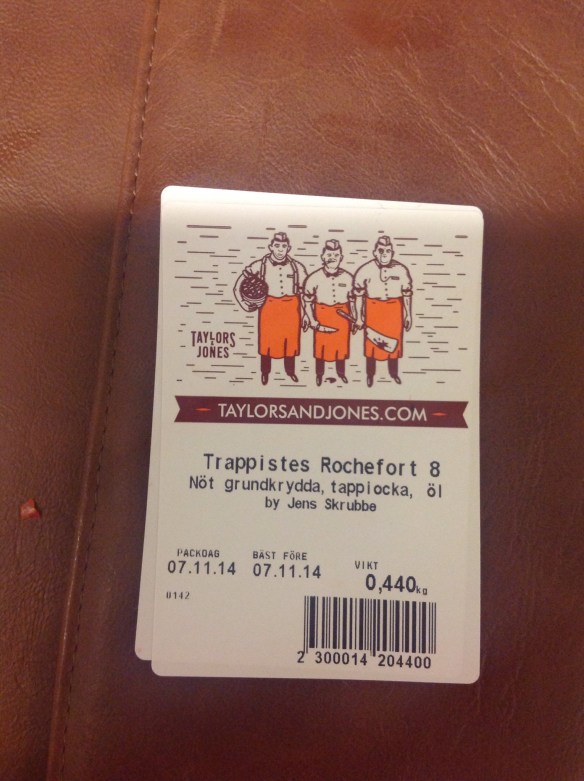 TAYLORS
&
JONES
TAYLORSANDJONES.COM
Trappistes Rochefort 8
Nöt grundkrydda, tappiocka, öl
by Jens Skrubbe
PACKDAG BÄST FÖRE VIKT
07.11.14 07.11.14 0,440kg
0142
2 300014 204400